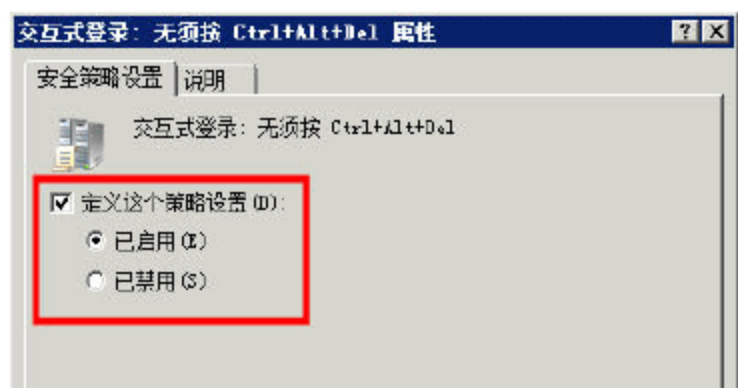 交互式登录: 无须按 Ctrl+Alt+Del 属性
安全策略设置 说明
交互式登录: 无须按 Ctrl+Alt+Del
定义这个策略设置(D):
已启用(E)
已禁用(S)